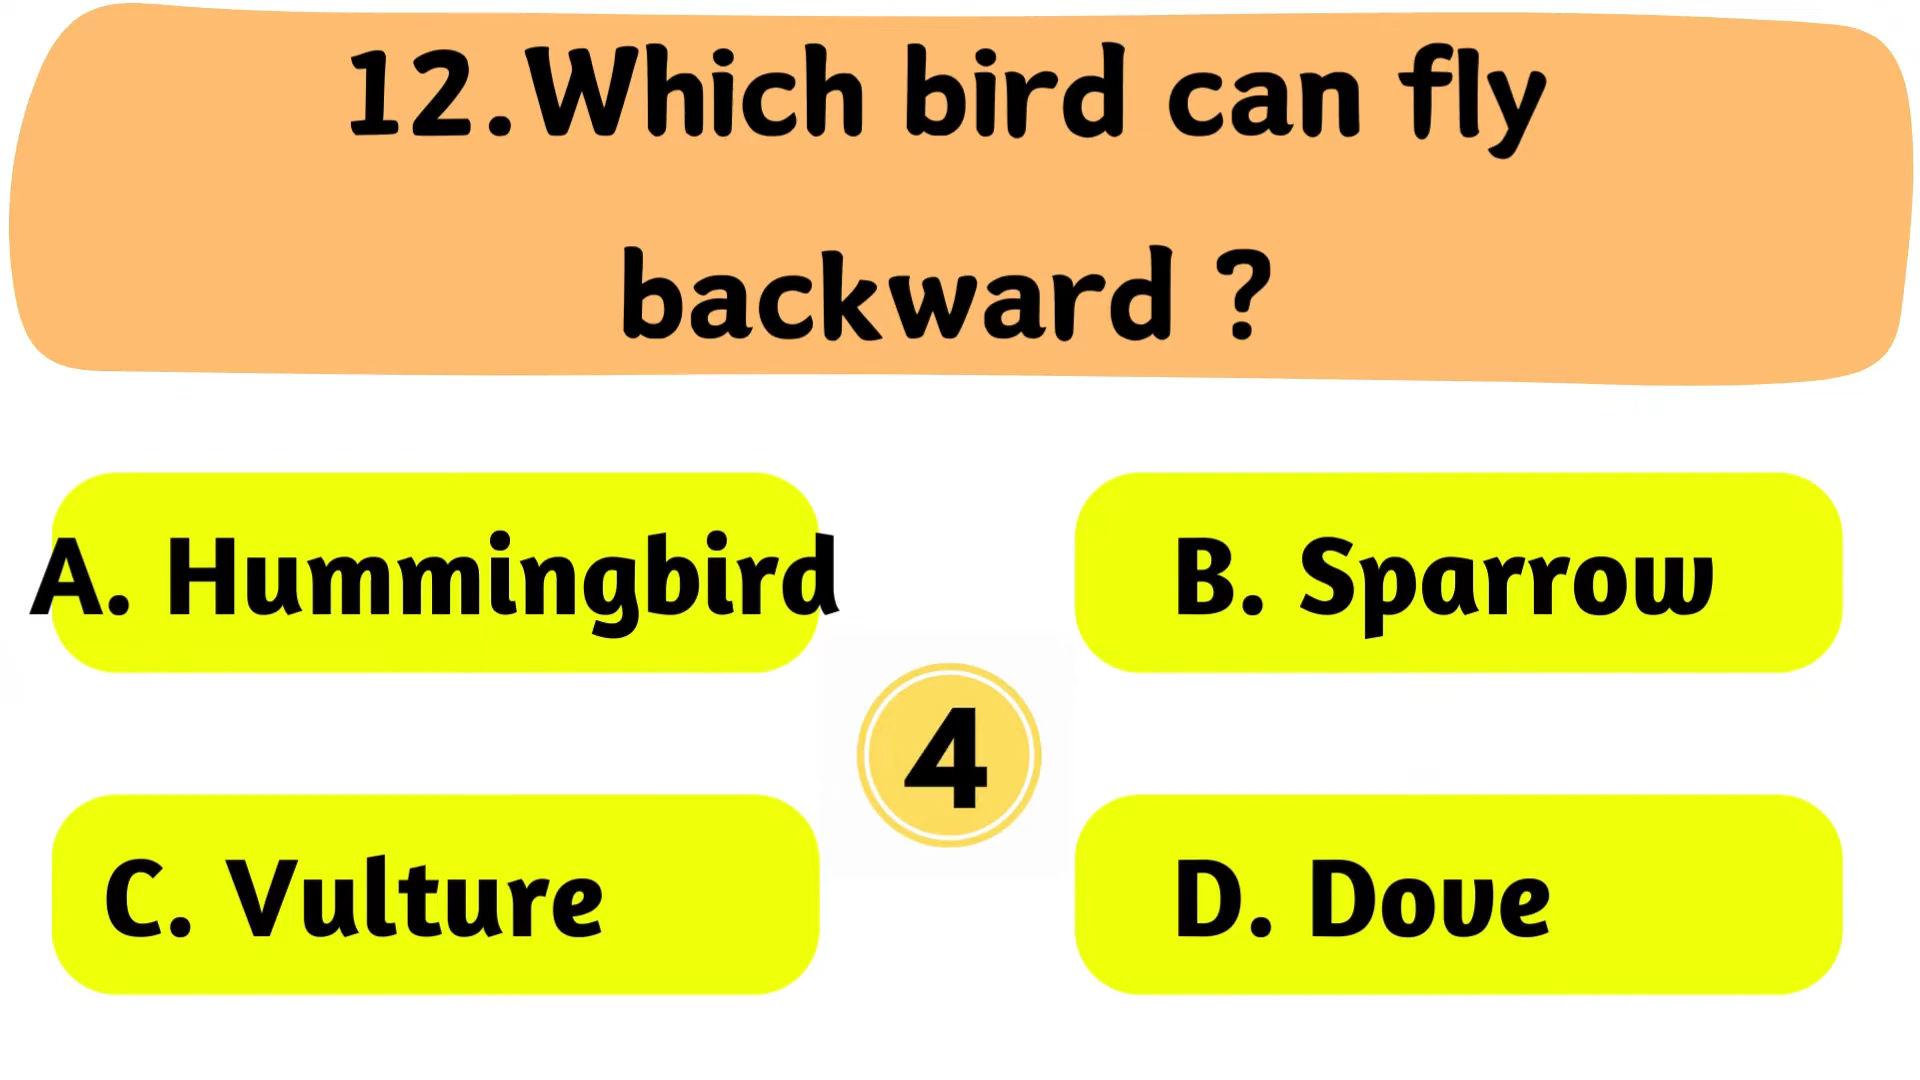 12.Which bird can fly
backward ?
A. Hummingbird
B. Sparrow
4
C. Vulture
D. Dove